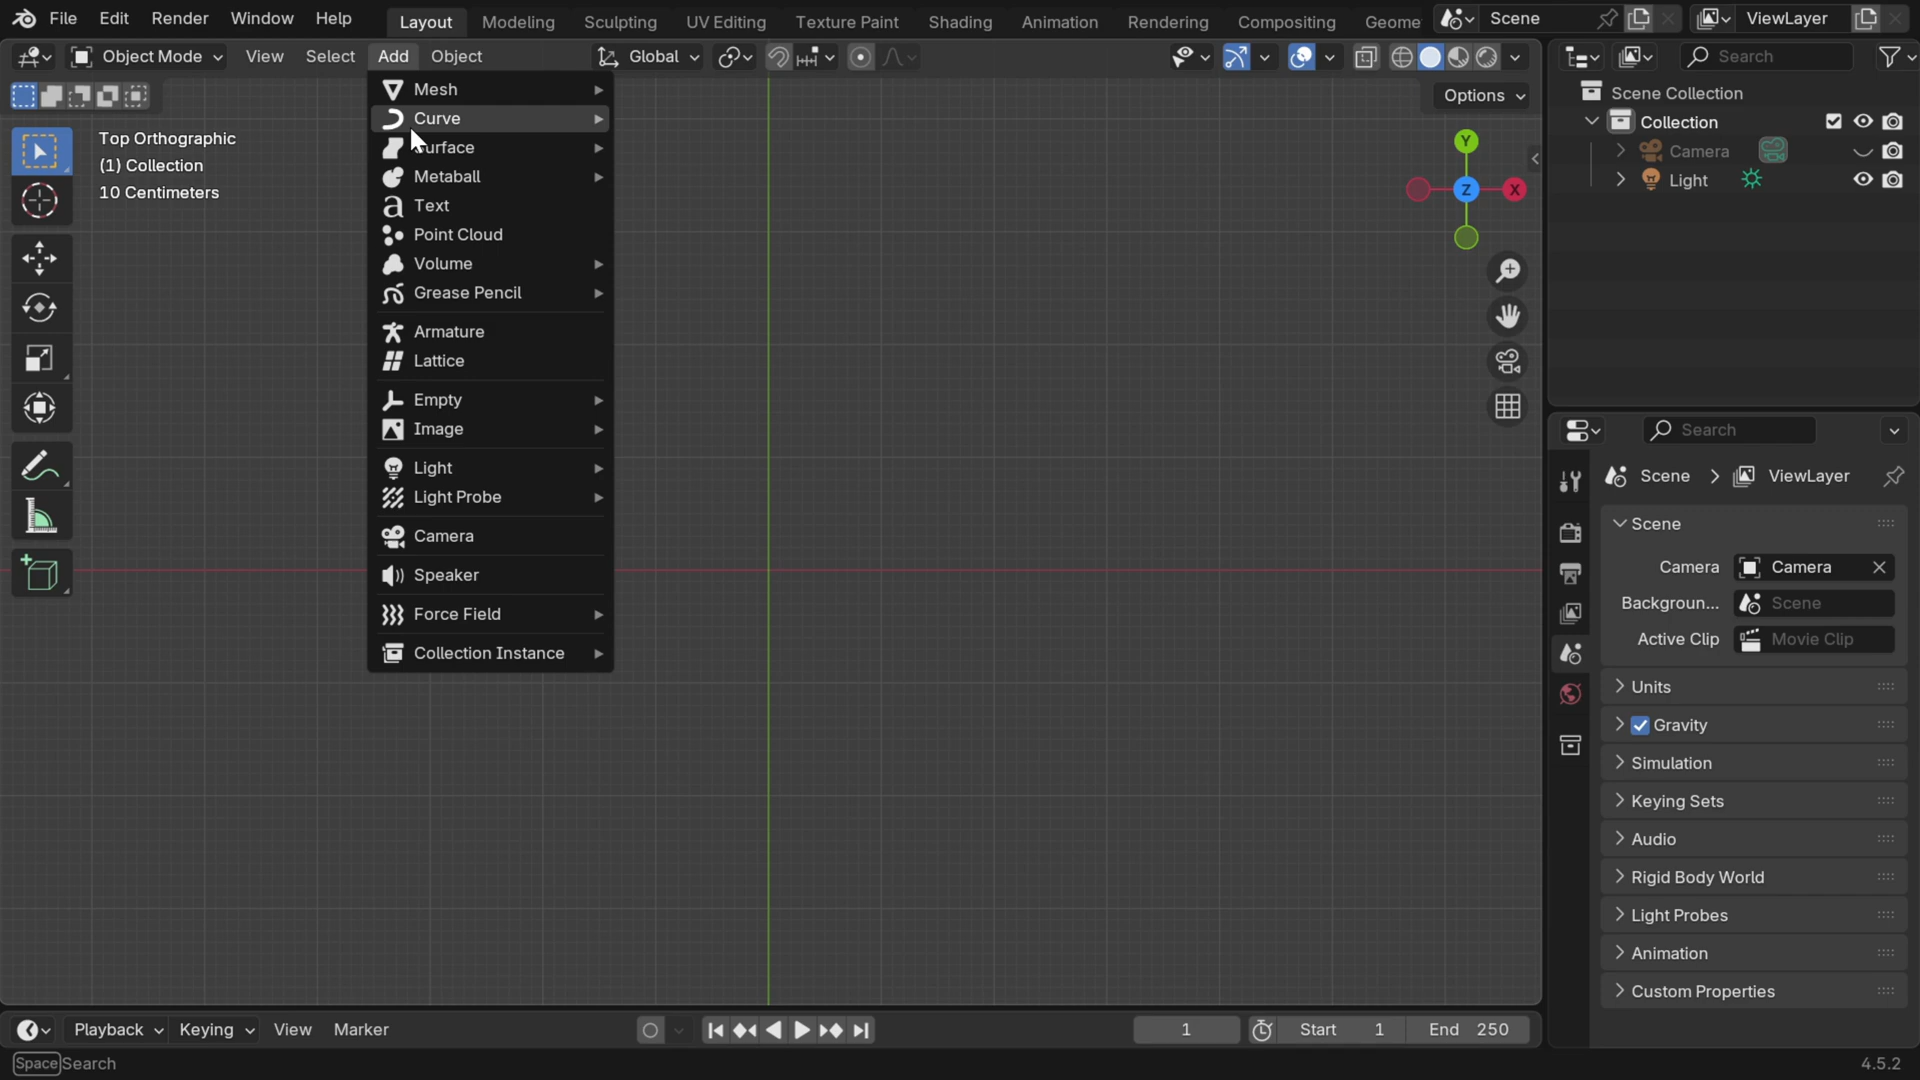 File Edit Render Window Help Layout Modeling Sculpting UV Editing Texture Paint Shading Animation Rendering Compositing Geome Scene ViewLayer
Object Mode View Select Add Object Global Search
Options
Top Orthographic
(1) Collection
10 Centimeters
Mesh
Curve
urface
Metaball
Text
Point Cloud
Volume
Grease Pencil
Armature
Lattice
Empty
Image
Light
Light Probe
Camera
Speaker
Force Field
Collection Instance
Y
Z X
Scene Collection
Collection
Camera
Light
Search
Scene ViewLayer
Scene
Camera Camera
Backgroun... Scene
Active Clip Movie Clip
Units
Gravity
Simulation
Keying Sets
Audio
Rigid Body World
Light Probes
Animation
Custom Properties
Playback Keying View Marker 1 Start 1 End 250
Space Search 4.5.2